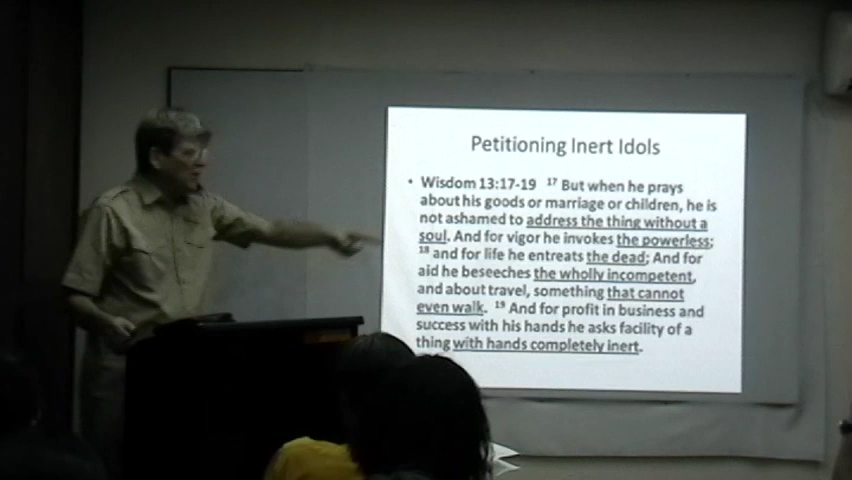 Petitioning Inert Idols
• Wisdom 13:17-19 ¹⁷ But when he prays
about his goods or marriage or children, he is
not ashamed to address the thing without a
soul. And for vigor he invokes the powerless;
¹⁸ and for life he entreats the dead; And for
aid he beseeches the wholly incompetent,
and about travel, something that cannot
even walk. ¹⁹ And for profit in business and
success with his hands he asks facility of a
thing with hands completely inert.